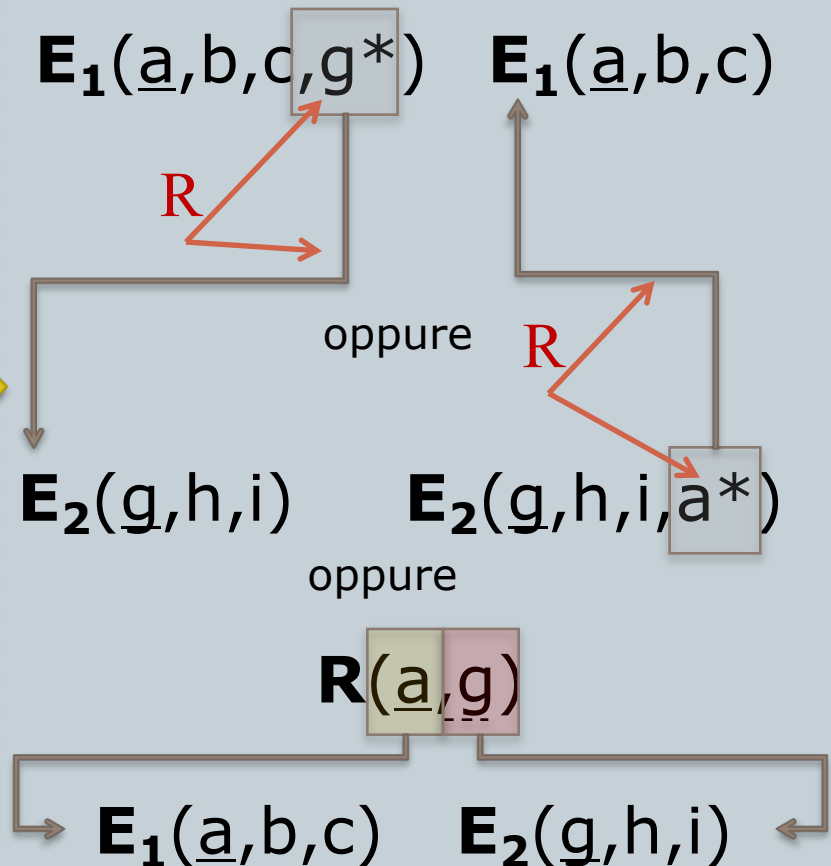 E1(a,b,c,g*) E1(a,b,c)
R
oppure
R
E2(g,h,i) E2(g,h,i,a*)
oppure
R(a,g)
E1(a,b,c) E2(g,h,i)